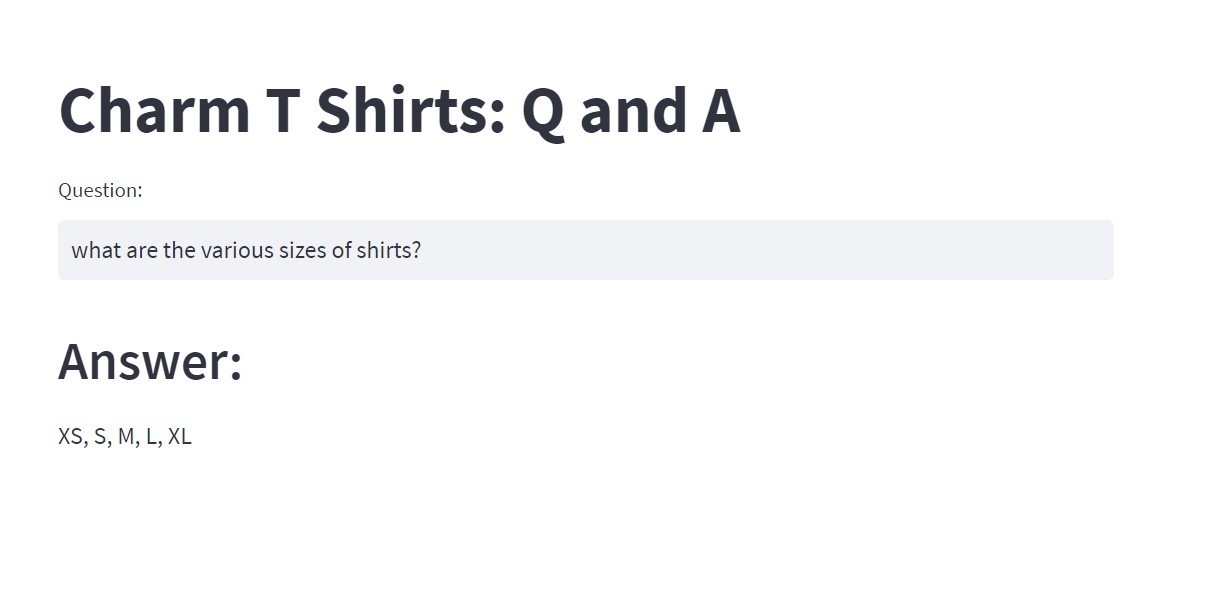 Charm T Shirts: Q and A
Question:
what are the various sizes of shirts?
Answer:
XS, S, M, L, XL